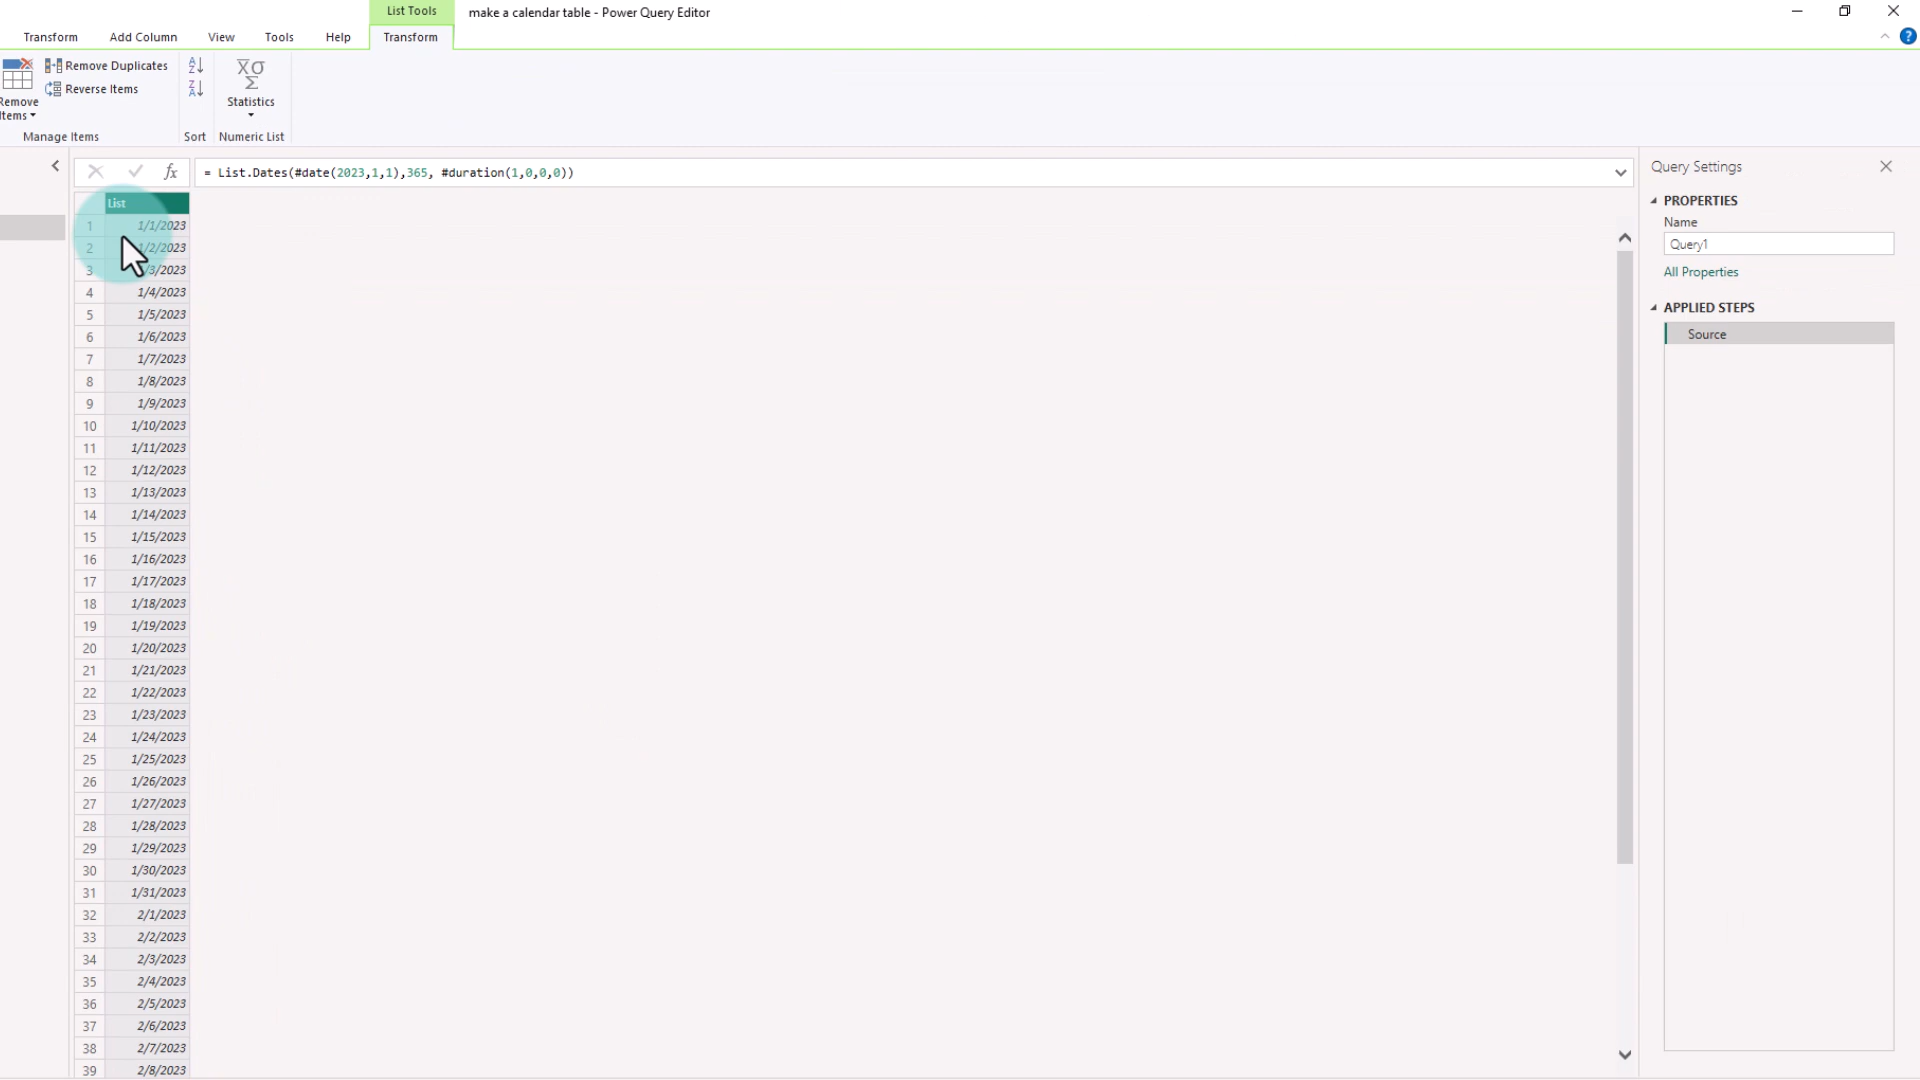 List Tools
make a calendar table - Power Query Editor
Transform
Add Column
View
Tools
Help
Transform
Remove Items
Remove Duplicates
Reverse Items
Statistics
Manage Items
Sort
Numeric List
= List.Dates(#date(2023,1,1),365, #duration(1,0,0,0))
List
1 1/1/2023
2 1/2/2023
3 1/3/2023
4 1/4/2023
5 1/5/2023
6 1/6/2023
7 1/7/2023
8 1/8/2023
9 1/9/2023
10 1/10/2023
11 1/11/2023
12 1/12/2023
13 1/13/2023
14 1/14/2023
15 1/15/2023
16 1/16/2023
17 1/17/2023
18 1/18/2023
19 1/19/2023
20 1/20/2023
21 1/21/2023
22 1/22/2023
23 1/23/2023
24 1/24/2023
25 1/25/2023
26 1/26/2023
27 1/27/2023
28 1/28/2023
29 1/29/2023
30 1/30/2023
31 1/31/2023
32 2/1/2023
33 2/2/2023
34 2/3/2023
35 2/4/2023
36 2/5/2023
37 2/6/2023
38 2/7/2023
39 2/8/2023
Query Settings
PROPERTIES
Name
Query1
All Properties
APPLIED STEPS
Source